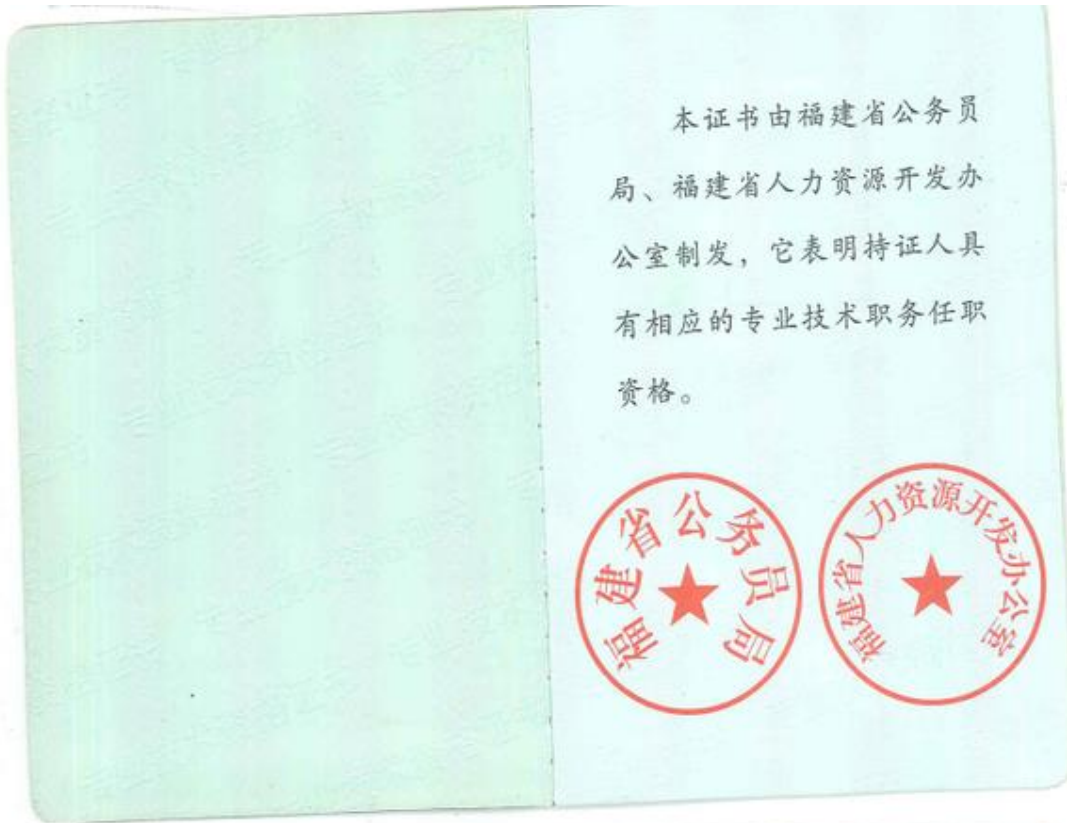 本证书由福建省公务员
局、福建省人力资源开发办
公室制发，它表明持证人具
有相应的专业技术职务任职
资格。
福建省公务员局
福建省人力资源开发办公室